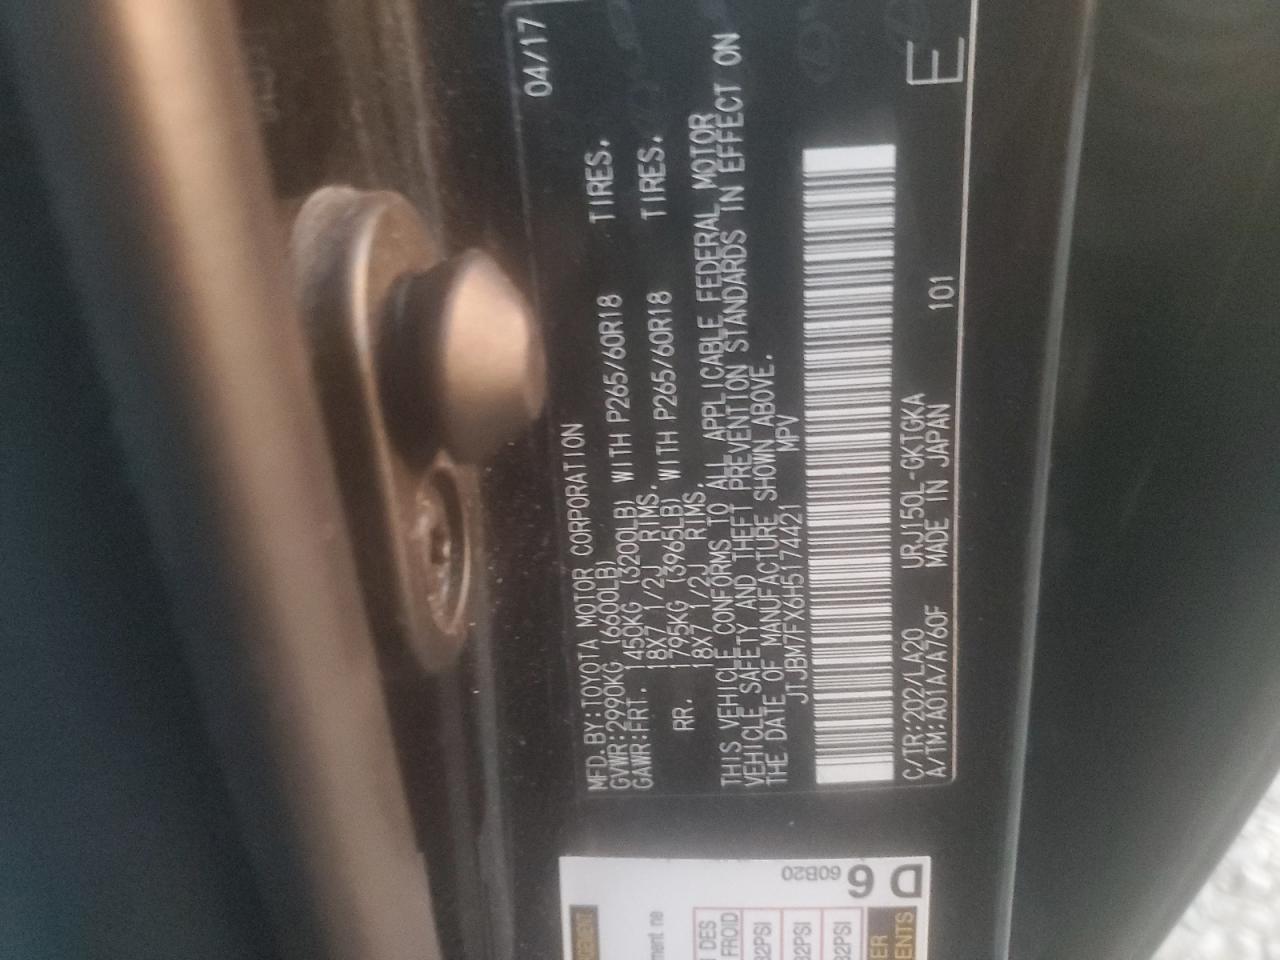 MFD.BY:TOYOTA MOTOR CORPORATION 04/17
GVWR:2990KG (6600LB)
GAWR:FRT. 1450KG (3200LB) WITH P265/60R18 TIRES.
18X7 1/2J RIMS.
RR. 1795KG (3965LB) WITH P265/60R18 TIRES.
18X7 1/2J RIMS.
THIS VEHICLE CONFORMS TO ALL APPLICABLE FEDERAL MOTOR
VEHICLE SAFETY AND THEFT PREVENTION STANDARDS IN EFFECT ON
THE DATE OF MANUFACTURE SHOWN ABOVE.
JTJBM7FX6H5174421 MPV
C/TR:202/LA20 URJ150L-GKTGKA
A/TM:A01A/A760F MADE IN JAPAN 101
E
60B20
D 6
DES
FROID
32PSI
32PSI
32PSI